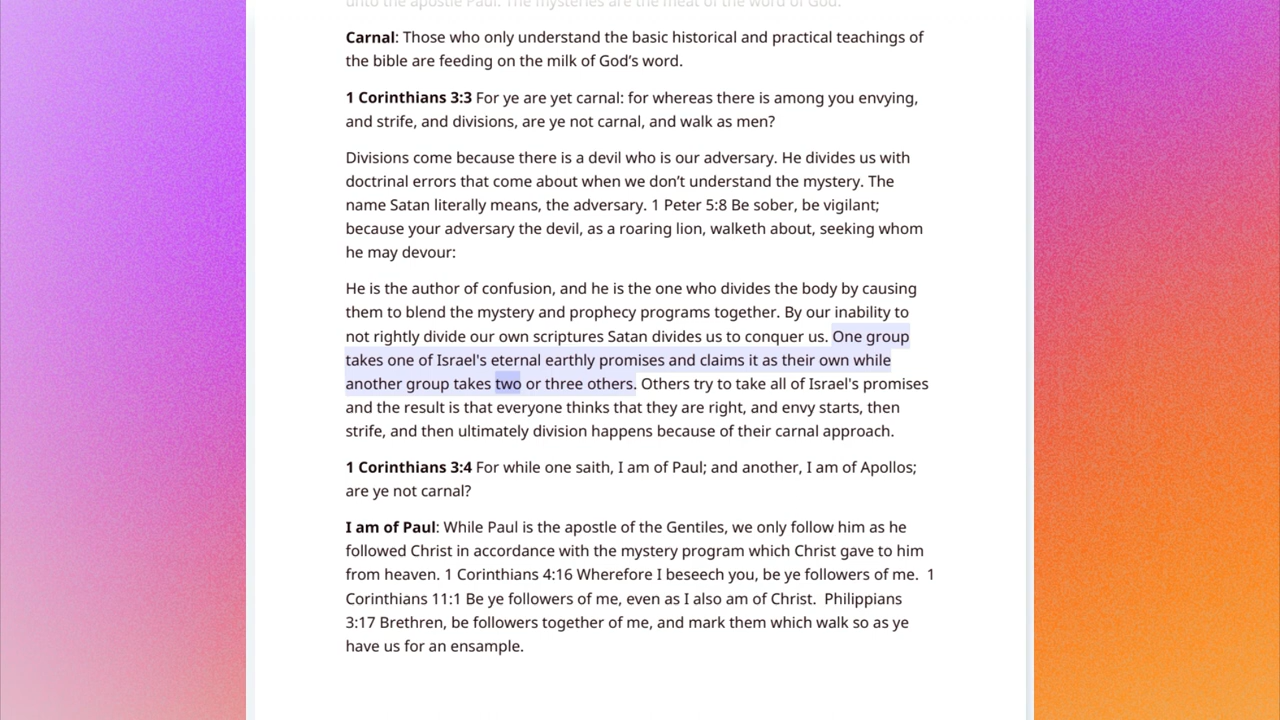 unto the apostle Paul. The mysteries are the meat of the word of God.
Carnal: Those who only understand the basic historical and practical teachings of
the bible are feeding on the milk of God’s word.
1 Corinthians 3:3 For ye are yet carnal: for whereas there is among you envying,
and strife, and divisions, are ye not carnal, and walk as men?
Divisions come because there is a devil who is our adversary. He divides us with
doctrinal errors that come about when we don’t understand the mystery. The
name Satan literally means, the adversary. 1 Peter 5:8 Be sober, be vigilant;
because your adversary the devil, as a roaring lion, walketh about, seeking whom
he may devour:
He is the author of confusion, and he is the one who divides the body by causing
them to blend the mystery and prophecy programs together. By our inability to
not rightly divide our own scriptures Satan divides us to conquer us. One group
takes one of Israel's eternal earthly promises and claims it as their own while
another group takes two or three others. Others try to take all of Israel's promises
and the result is that everyone thinks that they are right, and envy starts, then
strife, and then ultimately division happens because of their carnal approach.
1 Corinthians 3:4 For while one saith, I am of Paul; and another, I am of Apollos;
are ye not carnal?
I am of Paul: While Paul is the apostle of the Gentiles, we only follow him as he
followed Christ in accordance with the mystery program which Christ gave to him
from heaven. 1 Corinthians 4:16 Wherefore I beseech you, be ye followers of me.  1
Corinthians 11:1 Be ye followers of me, even as I also am of Christ.  Philippians
3:17 Brethren, be followers together of me, and mark them which walk so as ye
have us for an ensample.